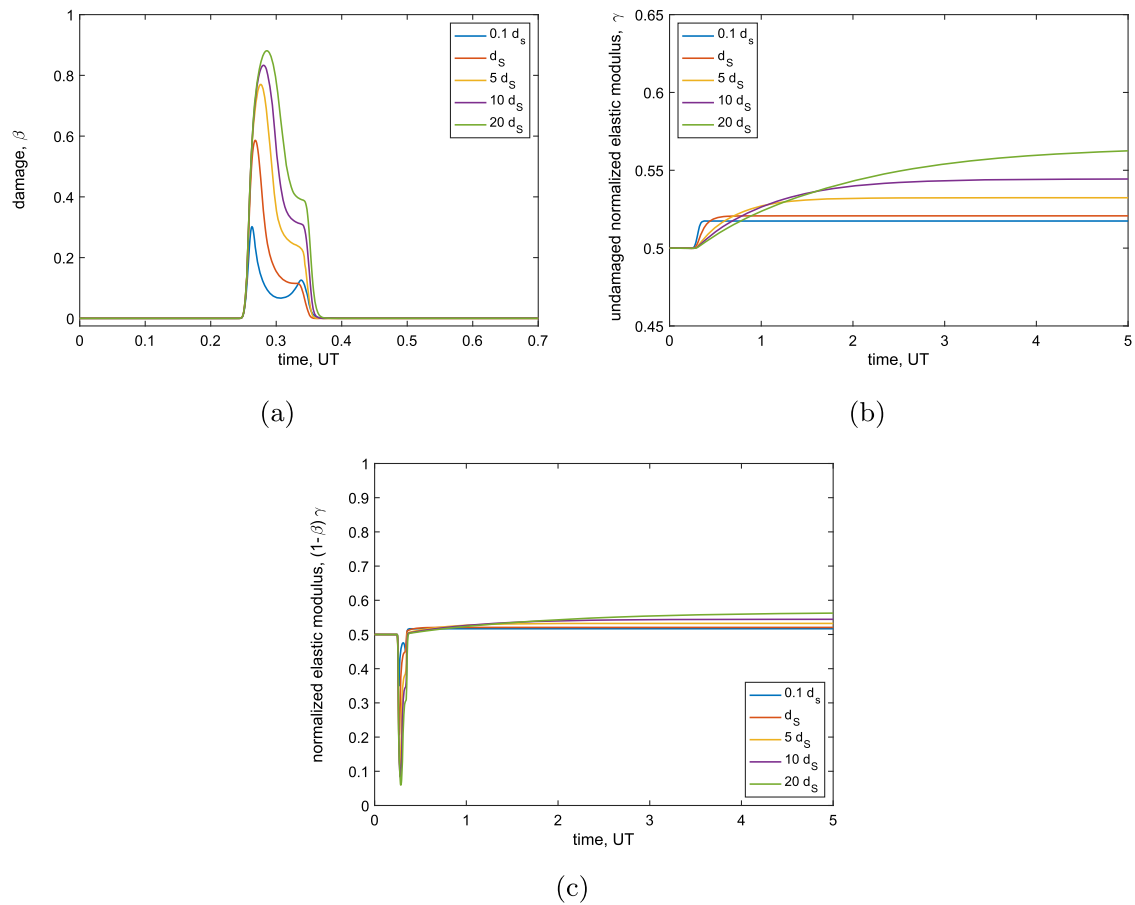 damage, β
1
0.8
0.6
0.4
0.2
0
0 0.1 0.2 0.3 0.4 0.5 0.6 0.7
time, UT
0.1 d_s
d_S
5 d_S
10 d_S
20 d_S
(a)
undamaged normalized elastic modulus, γ
0.65
0.6
0.55
0.5
0.45
0 1 2 3 4 5
time, UT
0.1 d_s
d_S
5 d_S
10 d_S
20 d_S
(b)
normalized elastic modulus, (1-β) γ
1
0.9
0.8
0.7
0.6
0.5
0.4
0.3
0.2
0.1
0
0 1 2 3 4 5
time, UT
0.1 d_s
d_S
5 d_S
10 d_S
20 d_S
(c)